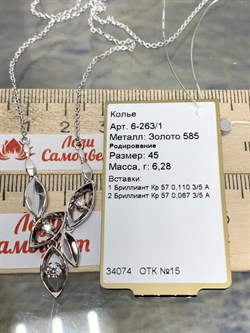 Леди
Самоцвет
Колье
Арт. 6-263/1
Металл: Золото 585
Родирование
Размер: 45
Масса, г: 6,28
Вставки:
1 Бриллиант Кр 57 0,110 3/5 А
2 Бриллиант Кр 57 0,067 3/5 А
34074 ОТК №15